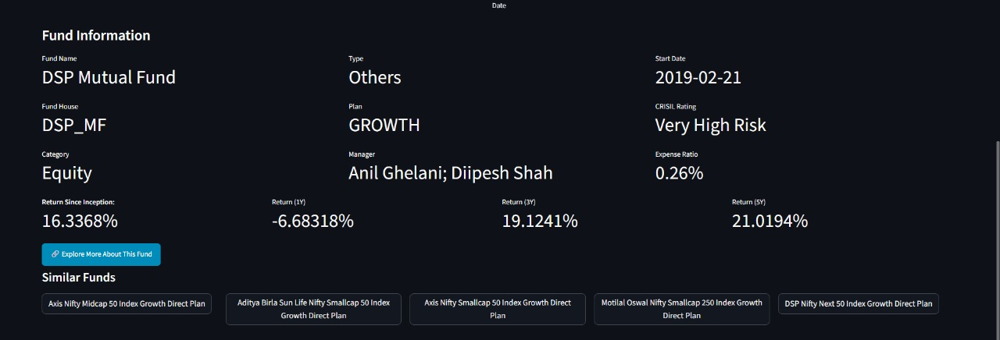 Date
Fund Information
Fund Name
Type
Start Date
DSP Mutual Fund
Others
2019-02-21
Fund House
Plan
CRISIL Rating
DSP_MF
GROWTH
Very High Risk
Category
Manager
Expense Ratio
Equity
Anil Ghelani; Diipesh Shah
0.26%
Return Since Inception:
Return (1Y)
Return (3Y)
Return (5Y)
16.3368%
-6.68318%
19.1241%
21.0194%
Explore More About This Fund
Similar Funds
Axis Nifty Midcap 50 Index Growth Direct Plan
Aditya Birla Sun Life Nifty Smallcap 50 Index
Growth Direct Plan
Axis Nifty Smallcap 50 Index Growth Direct
Plan
Motilal Oswal Nifty Smallcap 250 Index Growth
Direct Plan
DSP Nifty Next 50 Index Growth Direct Plan